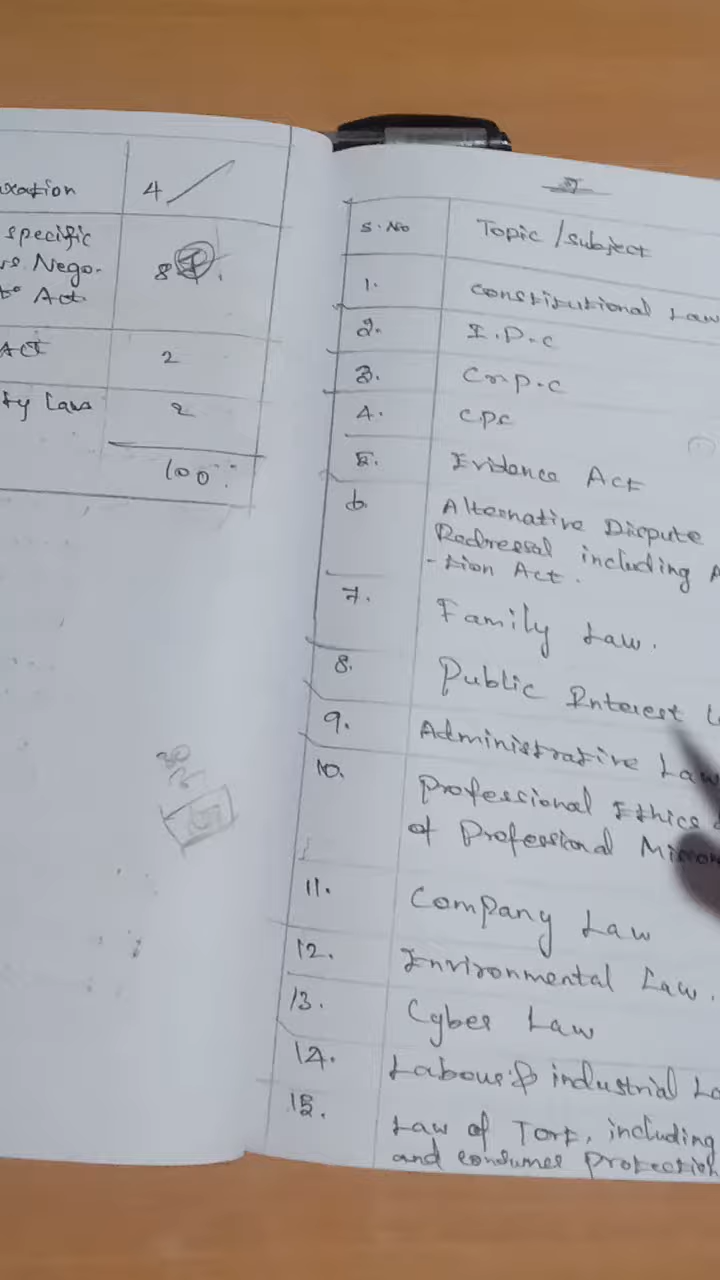 4
specific
8
Nego.
Act
Act
2
Laws
2
100
S. No
Topic /subject
1.
Constitutional Law
2.
I.P.C
3.
Cr.P.C
4.
CPC
5.
Evidence Act
6
Alternative Dispute
Redressal including A
-tion Act.
7.
Family Law.
8.
Public Interest
9.
Administrative Law
10.
Professional Ethics
of Professional
11.
Company Law
12.
Environmental Law.
13.
Cyber Law
14.
Labour & industrial
15.
Law of Tort, including
and consumer protection
30